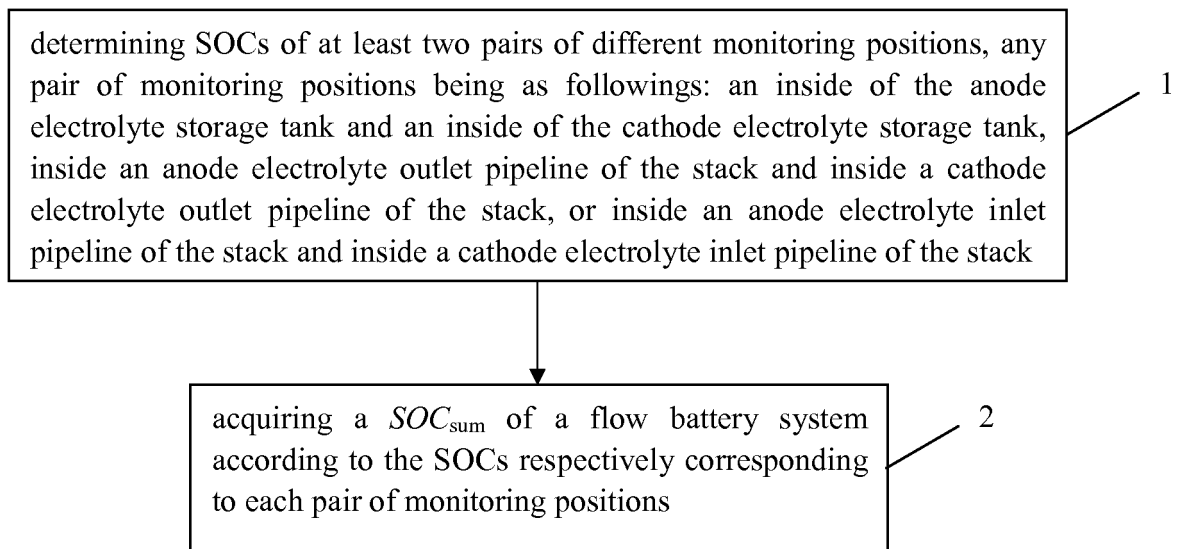 determining SOCs of at least two pairs of different monitoring positions, any
pair of monitoring positions being as followings: an inside of the anode
electrolyte storage tank and an inside of the cathode electrolyte storage tank,
inside an anode electrolyte outlet pipeline of the stack and inside a cathode
electrolyte outlet pipeline of the stack, or inside an anode electrolyte inlet
pipeline of the stack and inside a cathode electrolyte inlet pipeline of the stack
1
acquiring a SOCsum of a flow battery system
according to the SOCs respectively corresponding
to each pair of monitoring positions
2